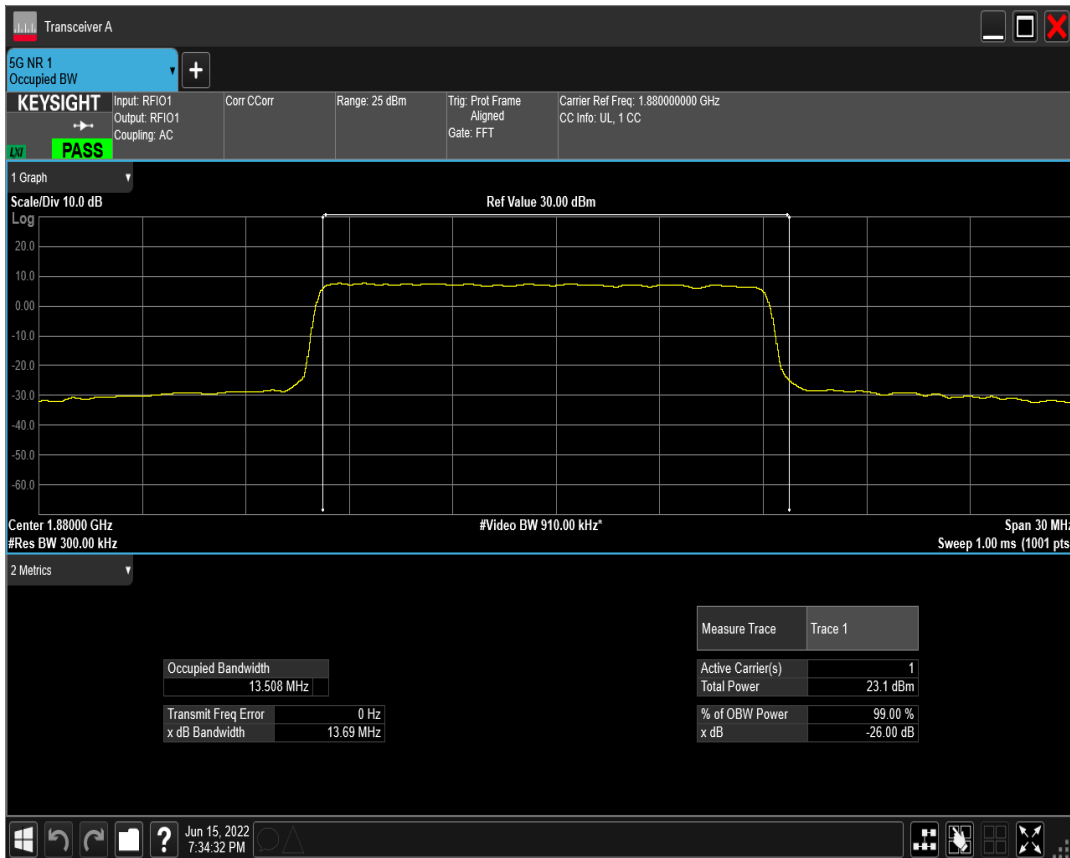 Transceiver A
5G NR 1
Occupied BW
+
KEYSIGHT
LXI
PASS
Input: RFIO1
Output: RFIO1
Coupling: AC
Corr CCorr
Range: 25 dBm
Trig: Prot Frame
Aligned
Gate: FFT
Carrier Ref Freq: 1.880000000 GHz
CC Info: UL, 1 CC
1 Graph
Scale/Div 10.0 dB
Ref Value 30.00 dBm
Log
20.0
10.0
0.00
-10.0
-20.0
-30.0
-40.0
-50.0
-60.0
Center 1.88000 GHz
#Video BW 910.00 kHz*
Span 30 MHz
#Res BW 300.00 kHz
Sweep 1.00 ms (1001 pts
2 Metrics
Measure Trace Trace 1
Occupied Bandwidth
13.508 MHz
Active Carrier(s) 1
Total Power 23.1 dBm
Transmit Freq Error 0 Hz
x dB Bandwidth 13.69 MHz
% of OBW Power 99.00 %
x dB -26.00 dB
?
Jun 15, 2022
7:34:32 PM